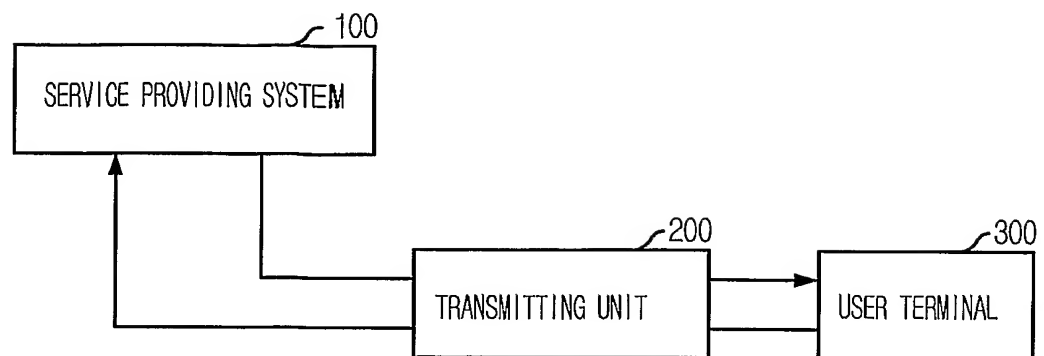 100
SERVICE PROVIDING SYSTEM
200
300
TRANSMITTING UNIT
USER TERMINAL